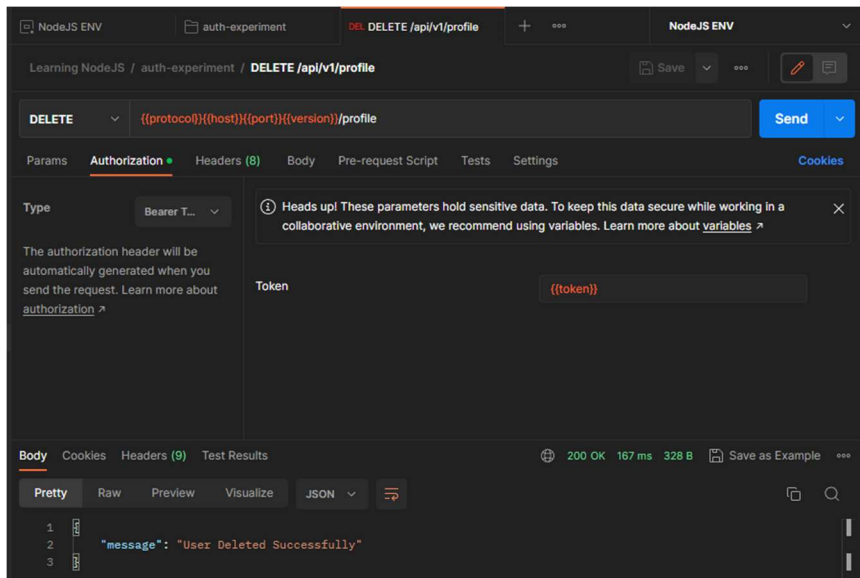 NodeJS ENV
auth-experiment
DEL DELETE /api/v1/profile
NodeJS ENV
Learning NodeJS / auth-experiment / DELETE /api/v1/profile
Save
DELETE
{{protocol}}{{host}}{{port}}{{version}}/profile
Send
Params Authorization Headers (8) Body Pre-request Script Tests Settings Cookies
Type
Bearer T...
The authorization header will be
automatically generated when you
send the request. Learn more about
authorization ↗
Heads up! These parameters hold sensitive data. To keep this data secure while working in a
collaborative environment, we recommend using variables. Learn more about variables ↗
Token
{{token}}
Body Cookies Headers (9) Test Results
200 OK 167 ms 328 B Save as Example
Pretty Raw Preview Visualize JSON
1 {
2 "message": "User Deleted Successfully"
3 }